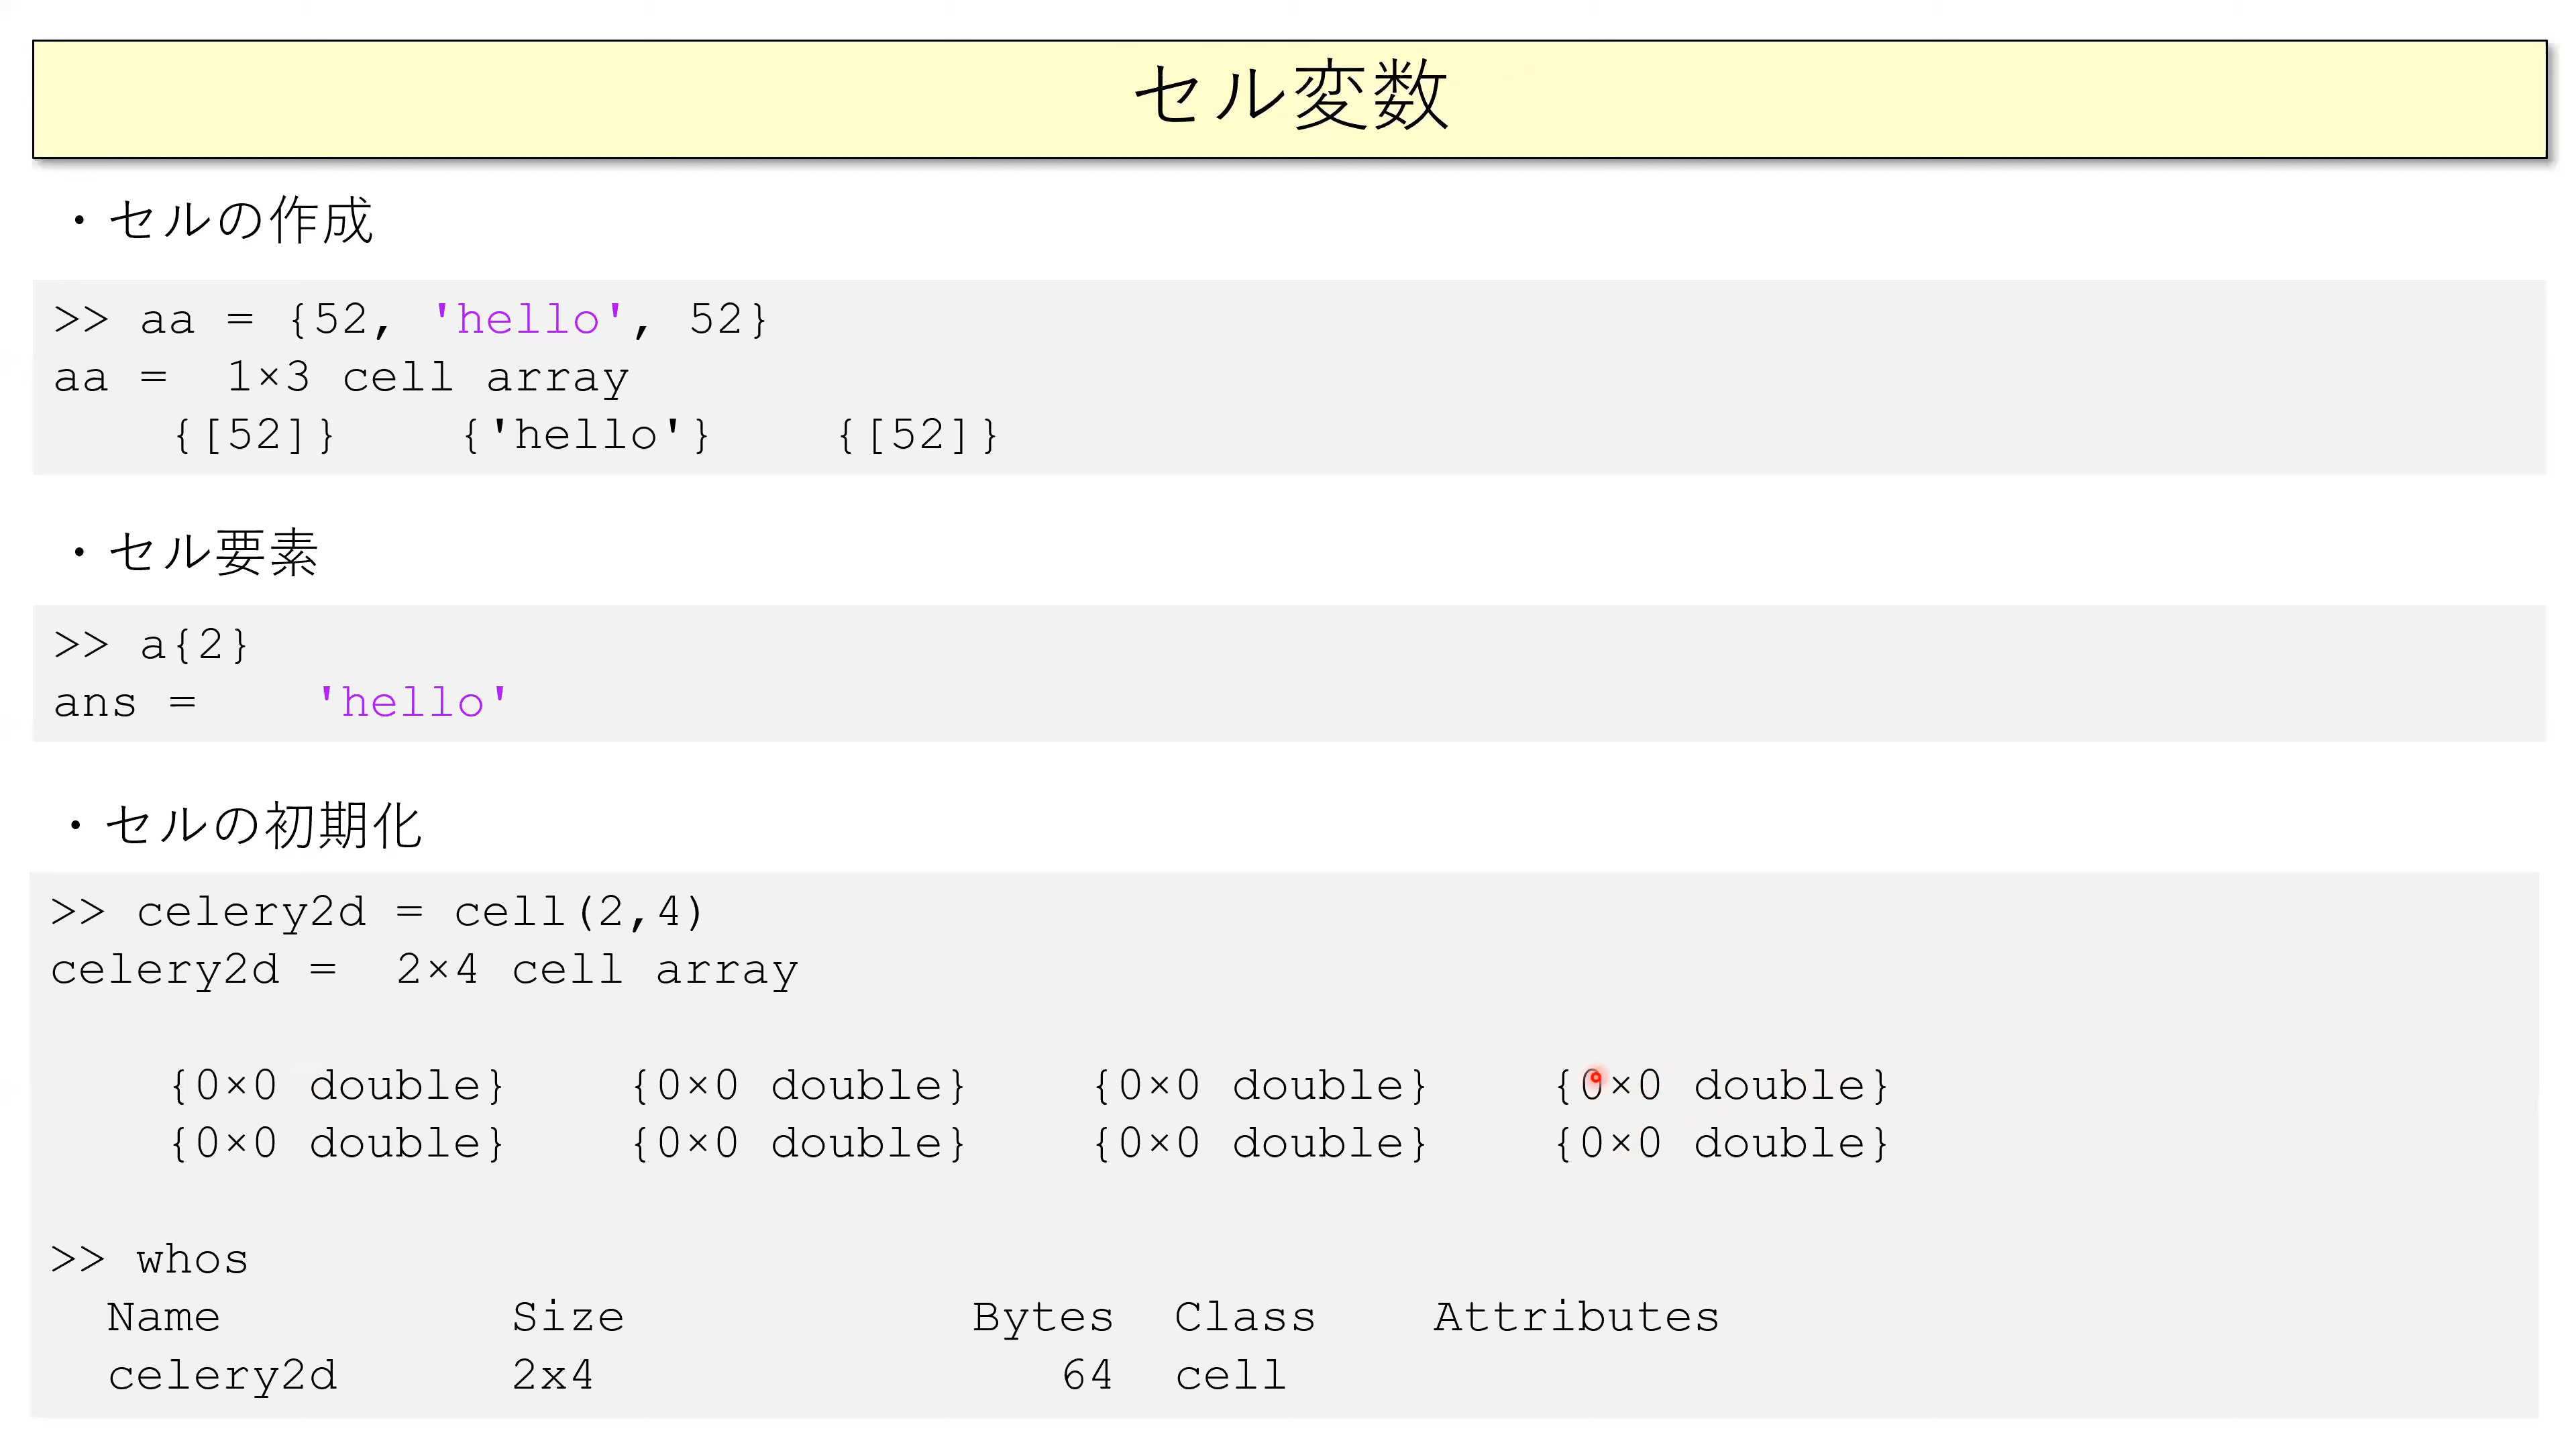 セル変数
・セルの作成
>> aa = {52, 'hello', 52}
aa =  1×3 cell array
{[52]}    {'hello'}    {[52]}
・セル要素
>> a{2}
ans =    'hello'
・セルの初期化
>> celery2d = cell(2,4)
celery2d =  2×4 cell array
{0×0 double}    {0×0 double}    {0×0 double}    {0×0 double}
{0×0 double}    {0×0 double}    {0×0 double}    {0×0 double}
>> whos
Name          Size            Bytes  Class    Attributes
celery2d      2x4                64  cell